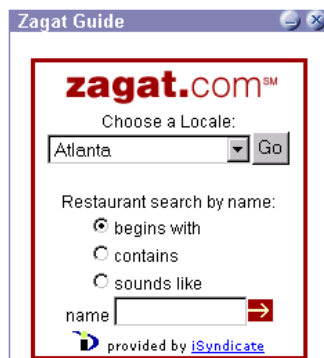 Zagat Guide
zagat.com℠
Choose a Locale:
Atlanta Go
Restaurant search by name:
begins with
contains
sounds like
name
provided by iSyndicate